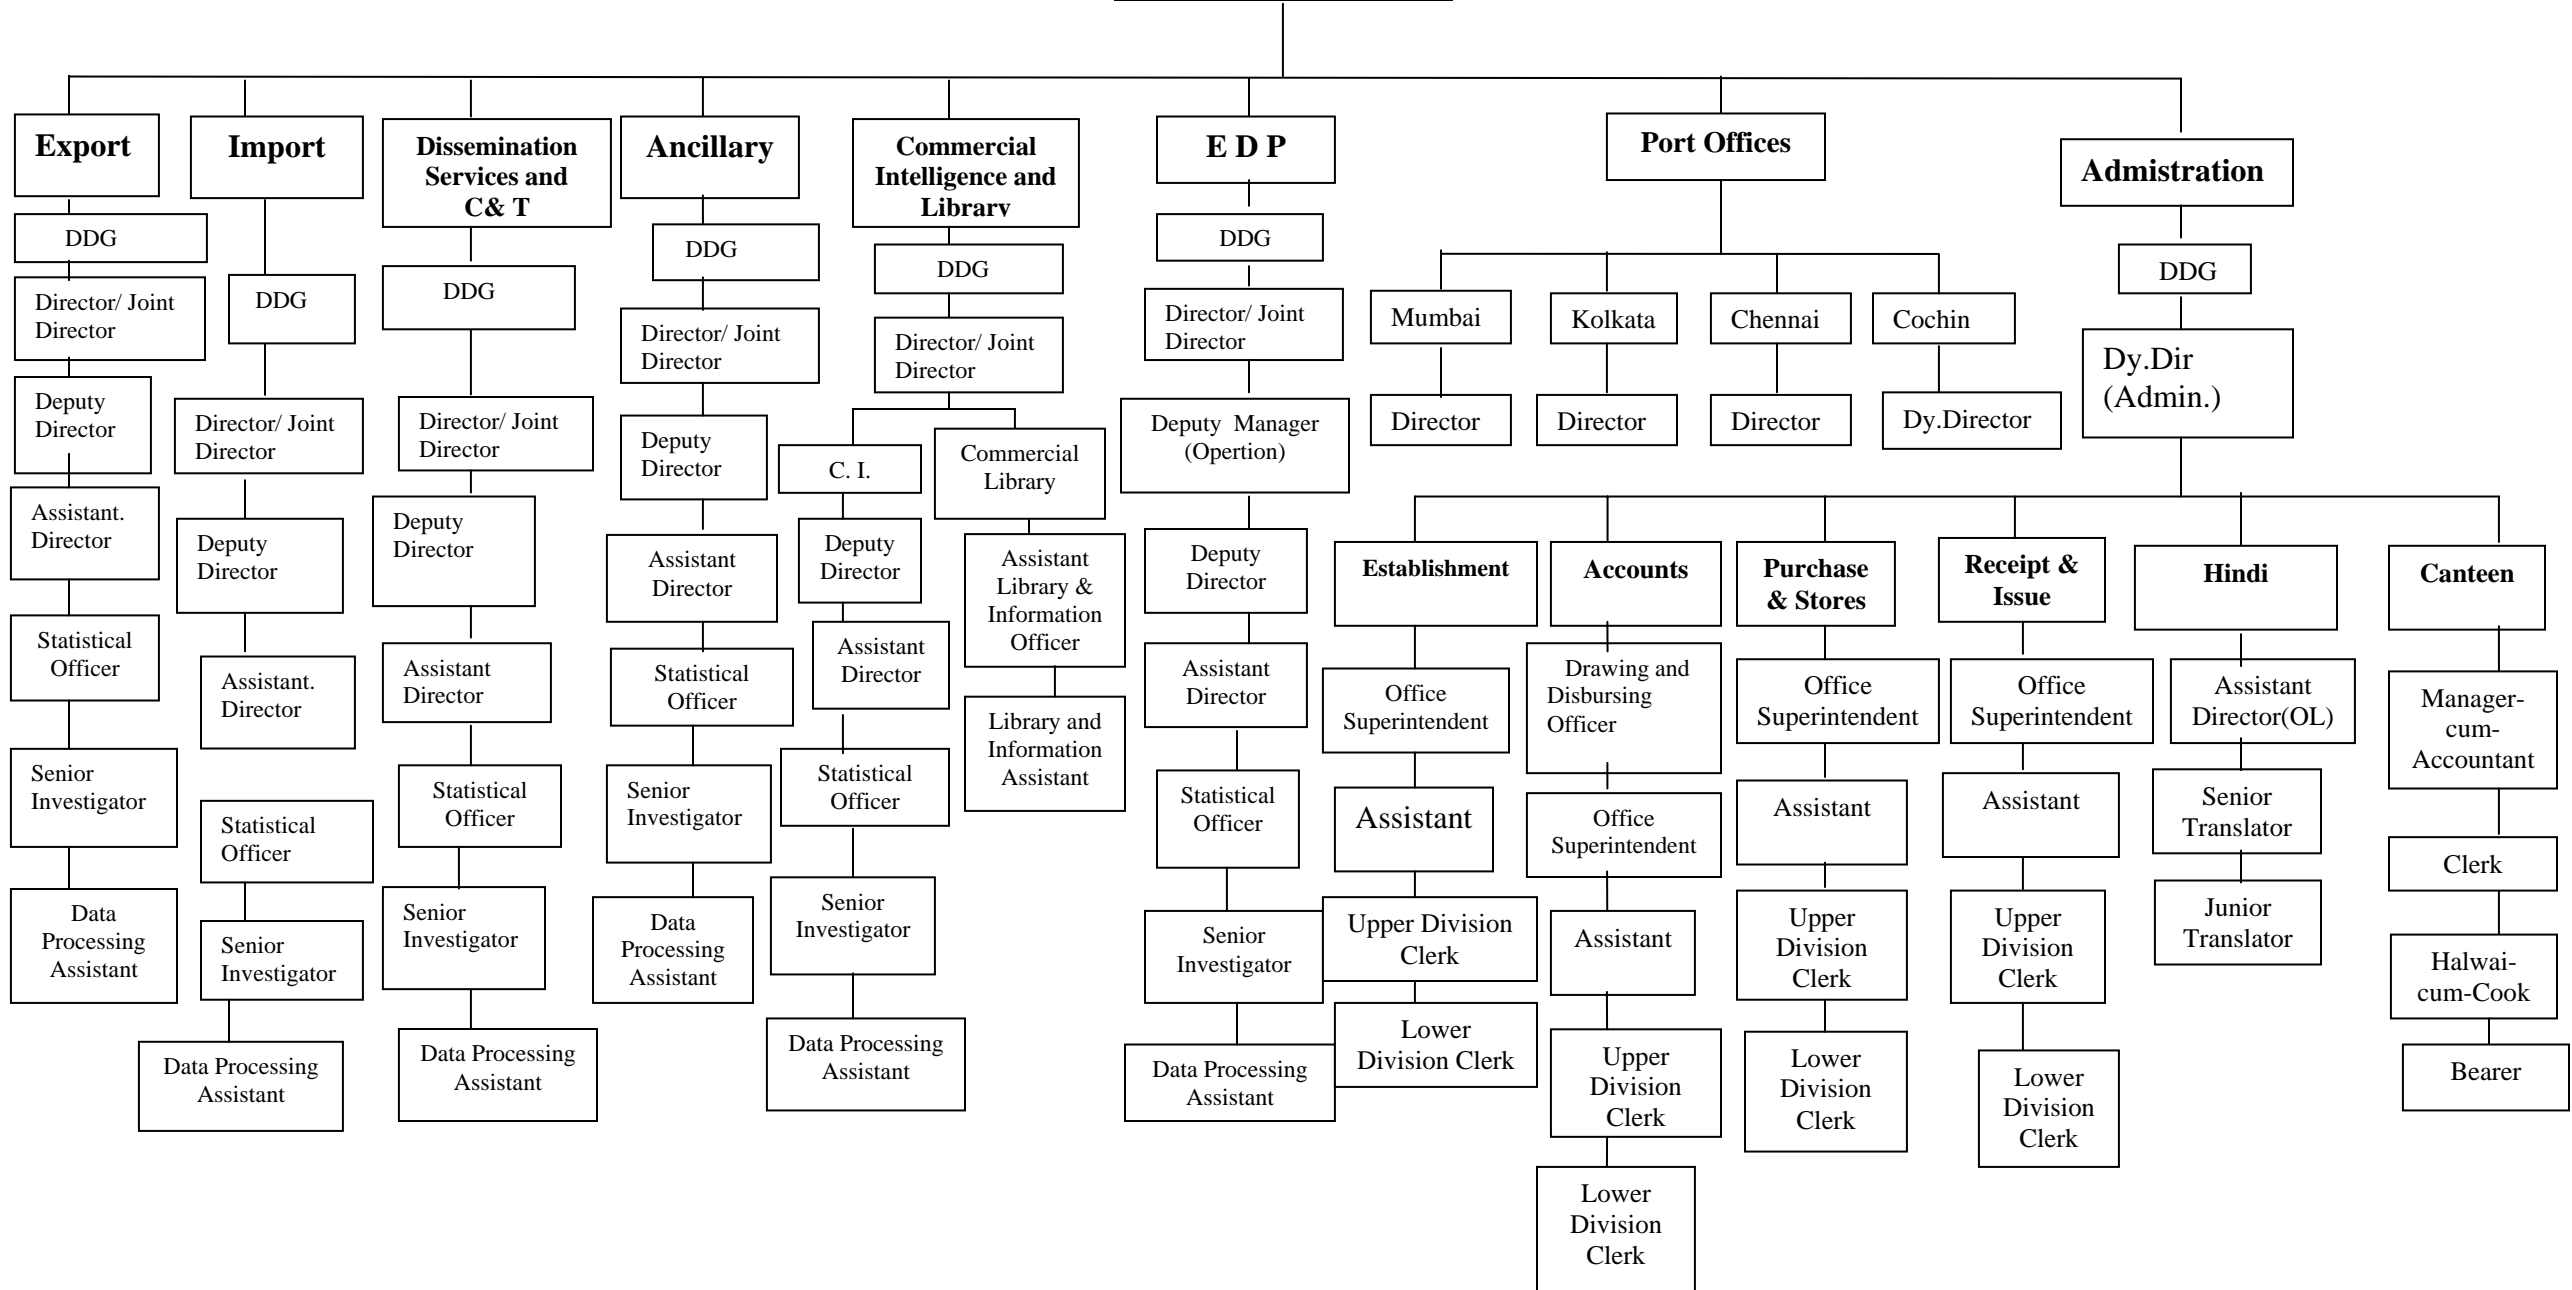 Export
DDG
Director/ Joint
Director
Deputy
Director
Assistant.
Director
Statistical
Officer
Senior
Investigator
Data
Processing
Assistant
Import
DDG
Director/ Joint
Director
Deputy
Director
Assistant.
Director
Statistical
Officer
Senior
Investigator
Data Processing
Assistant
Dissemination
Services and
C& T
DDG
Director/ Joint
Director
Deputy
Director
Assistant
Director
Statistical
Officer
Senior
Investigator
Data Processing
Assistant
Ancillary
DDG
Director/ Joint
Director
Deputy
Director
Assistant
Director
Statistical
Officer
Senior
Investigator
Data
Processing
Assistant
Commercial
Intelligence and
Library
DDG
Director/ Joint
Director
C. I.
Deputy
Director
Assistant
Director
Statistical
Officer
Senior
Investigator
Data Processing
Assistant
Commercial
Library
Assistant
Library &
Information
Officer
Library and
Information
Assistant
E D P
DDG
Director/ Joint
Director
Deputy Manager
(Opertion)
Deputy
Director
Assistant
Director
Statistical
Officer
Senior
Investigator
Data Processing
Assistant
Port Offices
Mumbai
Director
Kolkata
Director
Chennai
Director
Cochin
Dy.Director
Admistration
DDG
Dy.Dir
(Admin.)
Establishment
Office
Superintendent
Assistant
Upper Division
Clerk
Lower
Division Clerk
Accounts
Drawing and
Disbursing
Officer
Office
Superintendent
Assistant
Upper
Division
Clerk
Lower
Division
Clerk
Purchase
& Stores
Office
Superintendent
Assistant
Upper
Division
Clerk
Lower
Division
Clerk
Receipt &
Issue
Office
Superintendent
Assistant
Upper
Division
Clerk
Lower
Division
Clerk
Hindi
Assistant
Director(OL)
Senior
Translator
Junior
Translator
Canteen
Manager-
cum-
Accountant
Clerk
Halwai-
cum-Cook
Bearer